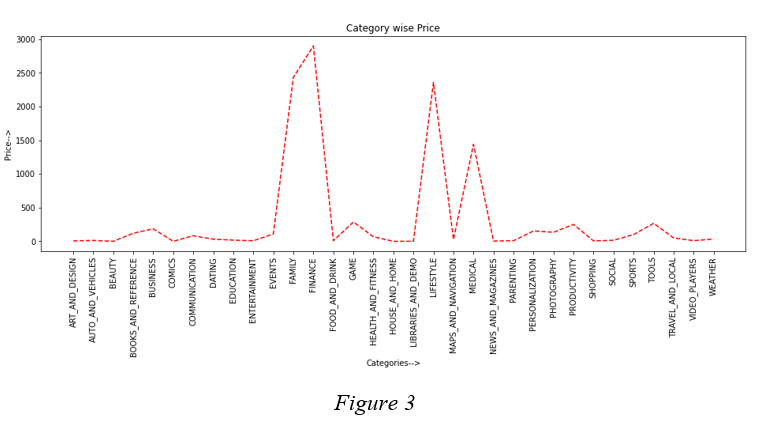 Category wise Price
3000
2500
2000
1500
1000
500
0
Price-->
ART_AND_DESIGN
AUTO_AND_VEHICLES
BEAUTY
BOOKS_AND_REFERENCE
BUSINESS
COMICS
COMMUNICATION
DATING
EDUCATION
ENTERTAINMENT
EVENTS
FAMILY
FINANCE
FOOD_AND_DRINK
GAME
HEALTH_AND_FITNESS
HOUSE_AND_HOME
LIBRARIES_AND_DEMO
LIFESTYLE
MAPS_AND_NAVIGATION
MEDICAL
NEWS_AND_MAGAZINES
PARENTING
PERSONALIZATION
PHOTOGRAPHY
PRODUCTIVITY
SHOPPING
SOCIAL
SPORTS
TOOLS
TRAVEL_AND_LOCAL
VIDEO_PLAYERS
WEATHER
Categories-->
Figure 3